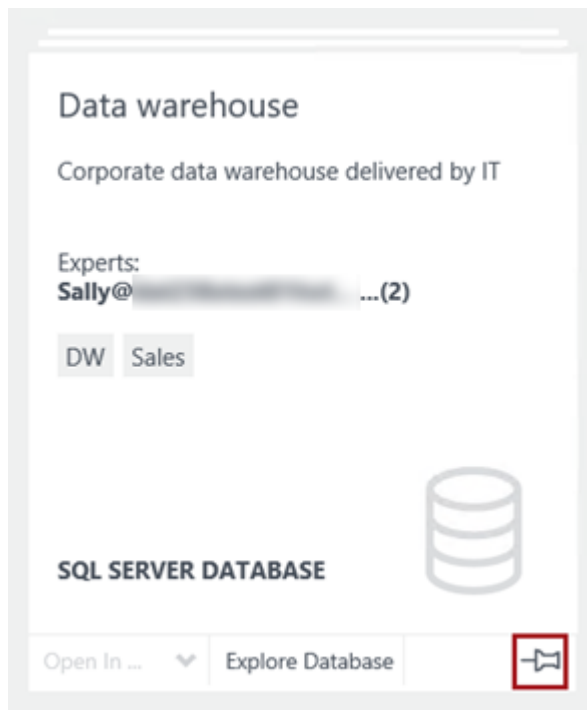 Data warehouse
Corporate data warehouse delivered by IT
Experts:
Sally@ ...(2)
DW Sales
SQL SERVER DATABASE
Open In ... Explore Database